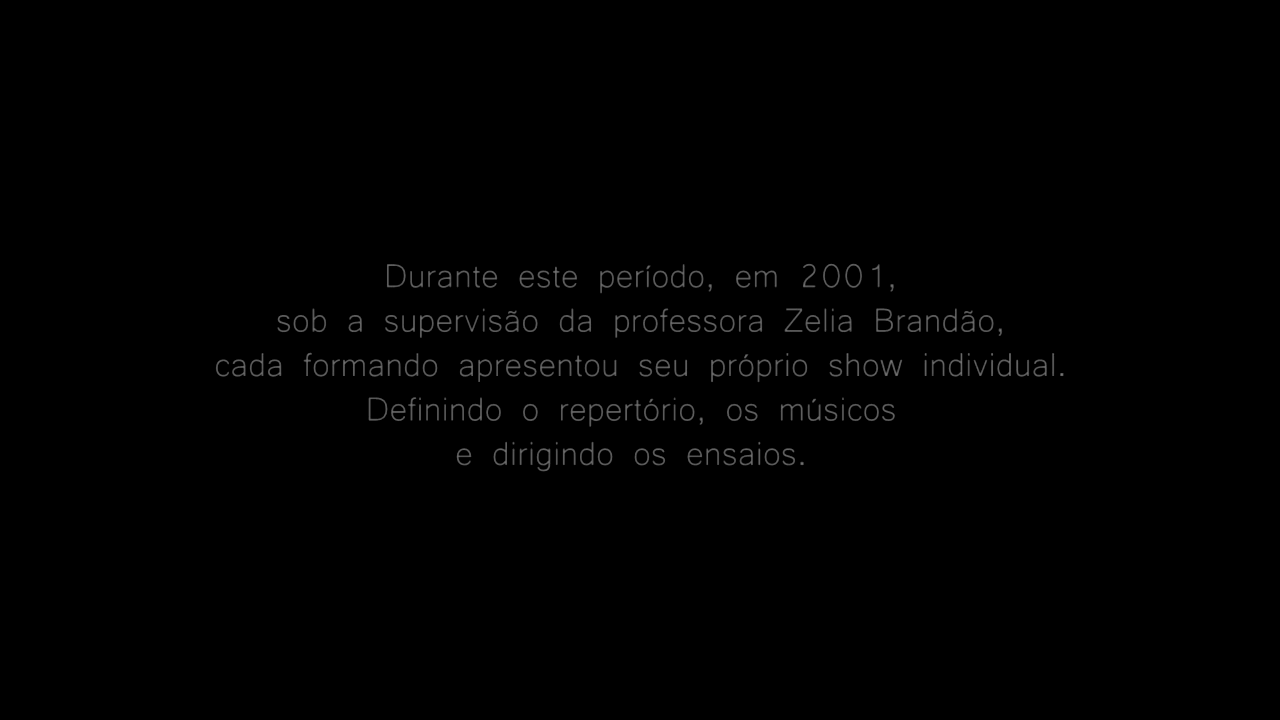 Durante este período, em 2001,
sob a supervisão da professora Zelia Brandão,
cada formando apresentou seu próprio show individual.
Definindo o repertório, os músicos
e dirigindo os ensaios.